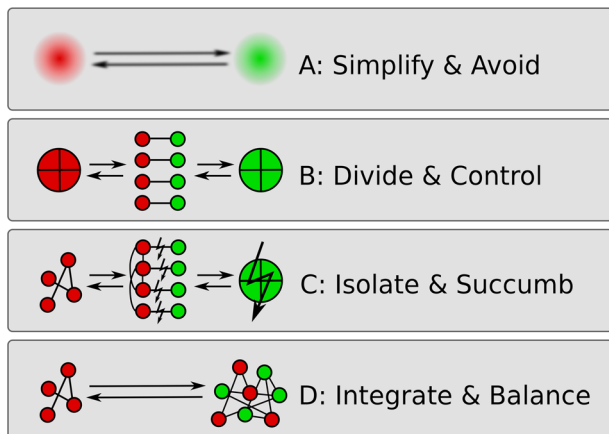 A: Simplify & Avoid
B: Divide & Control
C: Isolate & Succumb
D: Integrate & Balance